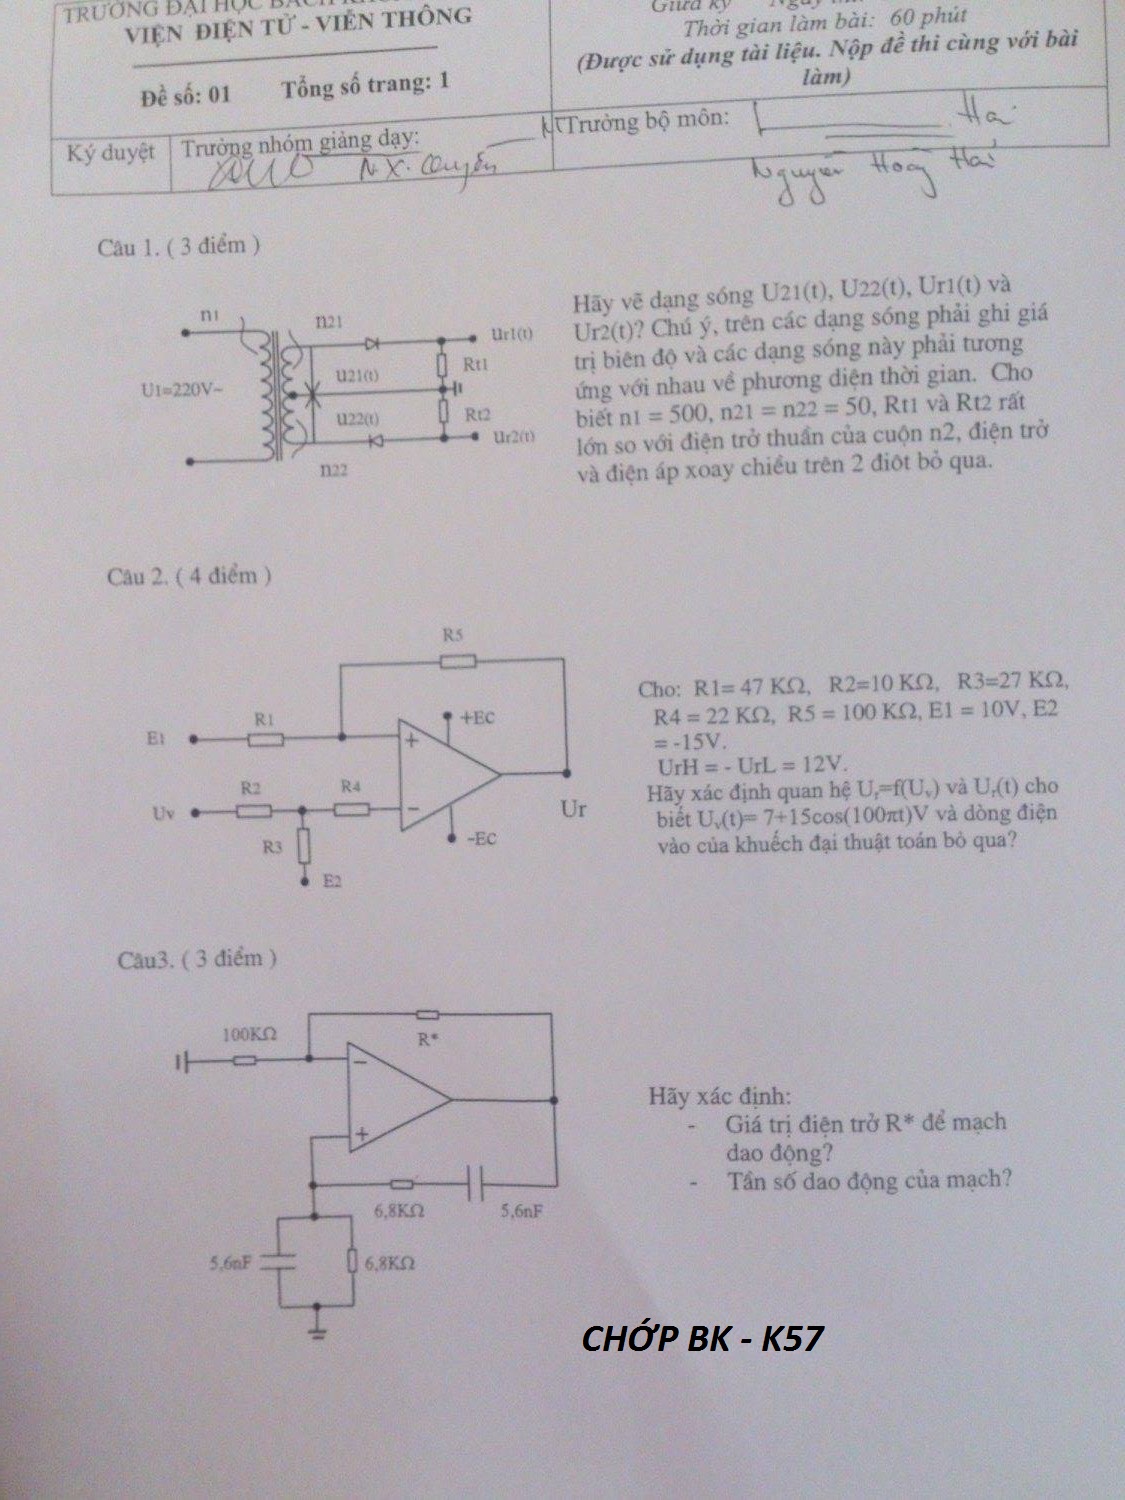 TRƯỜNG ĐẠI HỌC BÁCH
VIỆN ĐIỆN TỬ - VIỄN THÔNG
Đề số: 01 Tổng số trang: 1
Giữa kỳ
Thời gian làm bài: 60 phút
(Được sử dụng tài liệu. Nộp đề thi cùng với bài
làm)
Ký duyệt
Trưởng nhóm giảng dạy:
N.X. Quyền
Trưởng bộ môn:
Hải
Nguyễn Hoàng Hải
Câu 1. ( 3 điểm )
n1
n21
Ur1(t)
Rt1
U1=220V~
u21(t)
u22(t)
Rt2
Ur2(t)
n22
Hãy vẽ dạng sóng U21(t), U22(t), Ur1(t) và
Ur2(t)? Chú ý, trên các dạng sóng phải ghi giá
trị biên độ và các dạng sóng này phải tương
ứng với nhau về phương diện thời gian. Cho
biết n1 = 500, n21 = n22 = 50, Rt1 và Rt2 rất
lớn so với điện trở thuần của cuộn n2, điện trở
và điện áp xoay chiều trên 2 điôt bỏ qua.
Câu 2. ( 4 điểm )
R5
E1
R1
+
+EC
Uv
R2
R4
−
-EC
Ur
R3
E2
Cho: R1= 47 KΩ, R2=10 KΩ, R3=27 KΩ,
R4 = 22 KΩ, R5 = 100 KΩ, E1 = 10V, E2
= -15V.
UrH = - UrL = 12V.
Hãy xác định quan hệ Ur=f(Uv) và Ur(t) cho
biết Uv(t)= 7+15cos(100πt)V và dòng điện
vào của khuếch đại thuật toán bỏ qua?
Câu3. ( 3 điểm )
100KΩ
R*
−
+
6,8KΩ
5,6nF
5,6nF
6,8KΩ
Hãy xác định:
- Giá trị điện trở R* để mạch
dao động?
- Tần số dao động của mạch?
CHỚP BK - K57